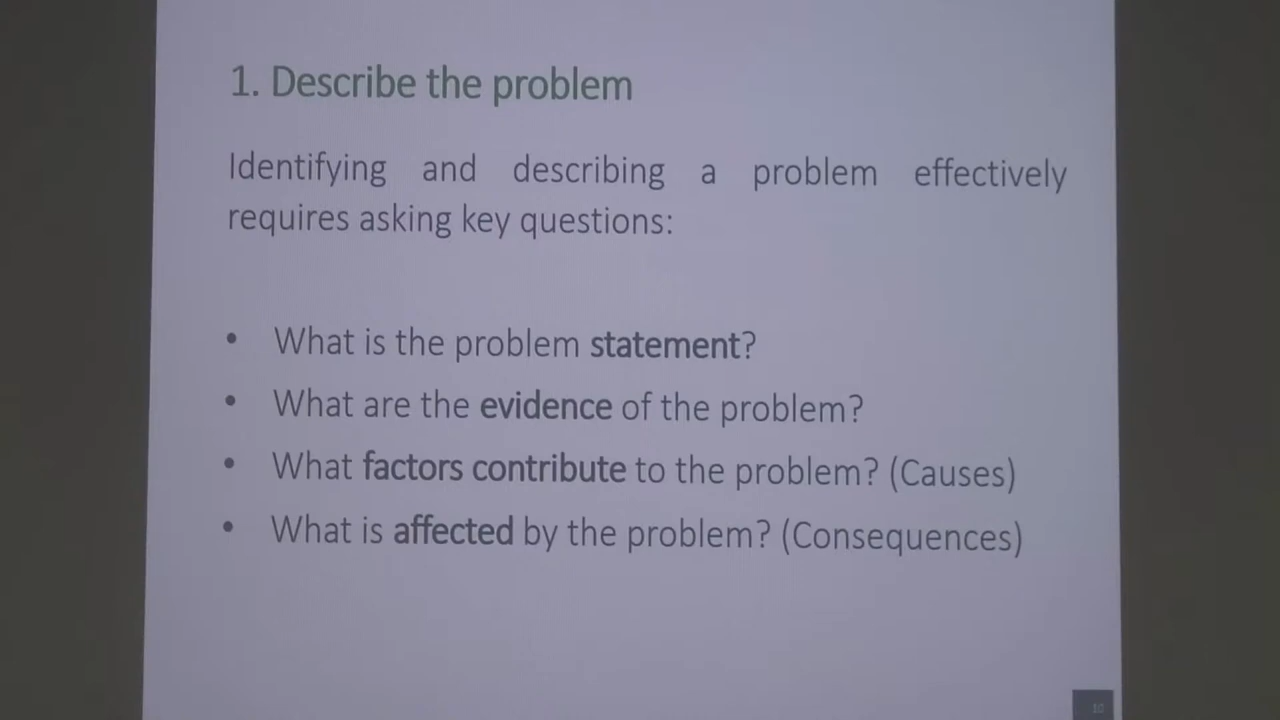 1. Describe the problem
Identifying and describing a problem effectively
requires asking key questions:
• What is the problem statement?
• What are the evidence of the problem?
• What factors contribute to the problem? (Causes)
• What is affected by the problem? (Consequences)
10